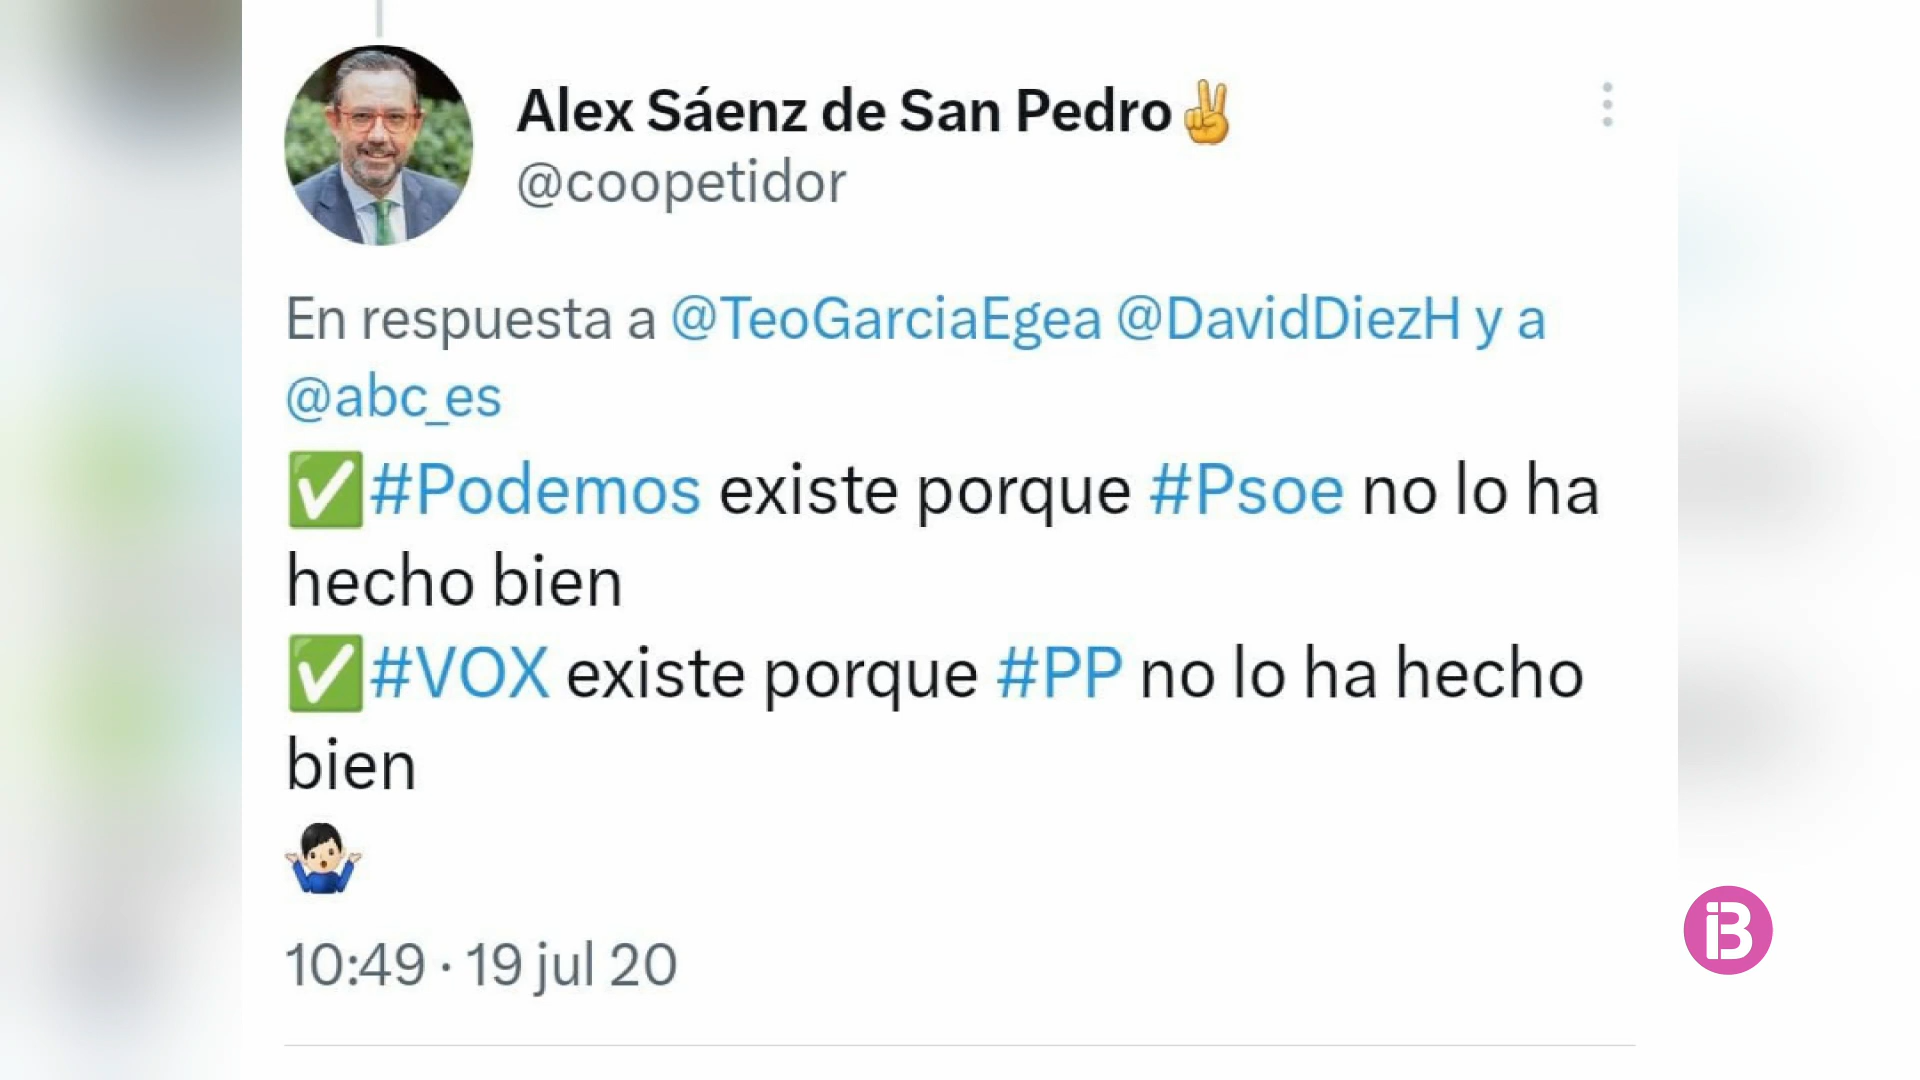 Alex Sáenz de San Pedro✌️
@coopetidor
En respuesta a @TeoGarciaEgea @DavidDiezH y a
@abc_es
✅#Podemos existe porque #Psoe no lo ha
hecho bien
✅#VOX existe porque #PP no lo ha hecho
bien
🤷🏻‍♂️
10:49 · 19 jul 20
iB